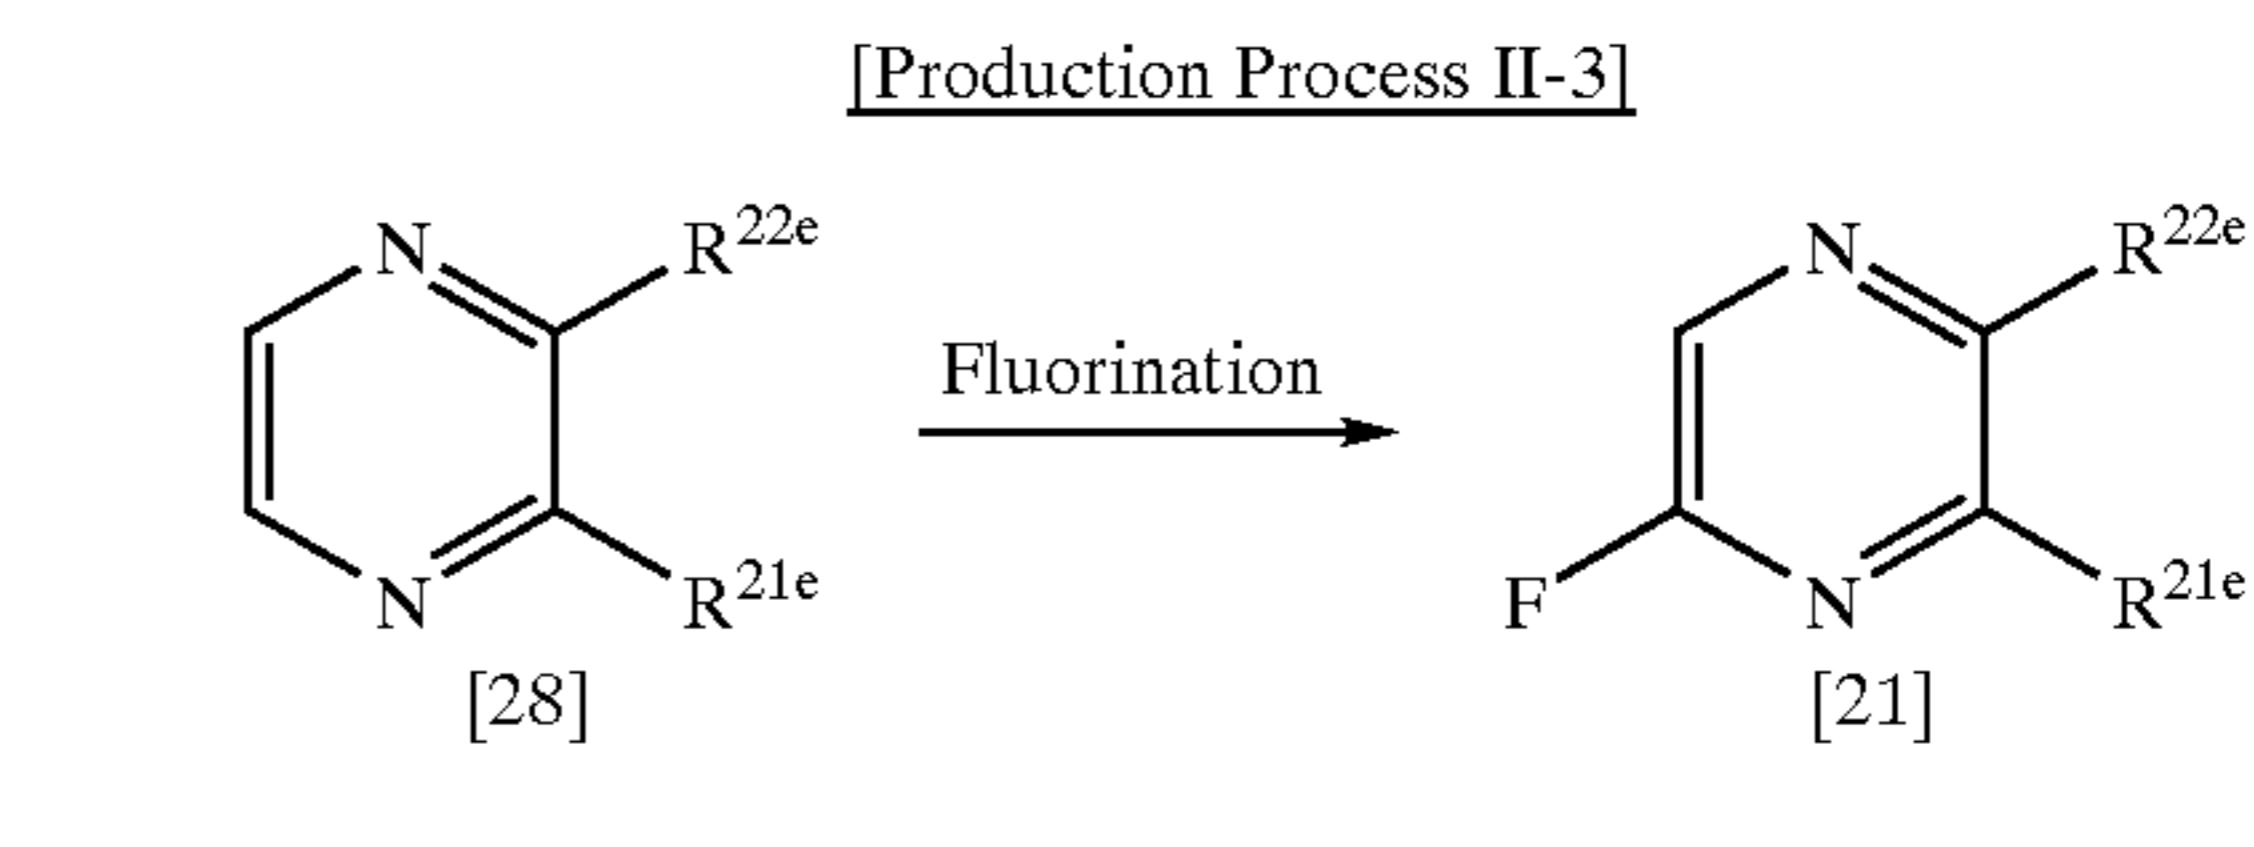 [Production Process II-3]
N R22e N R22e
Fluorination
N R21e F N R21e
[28] [21]